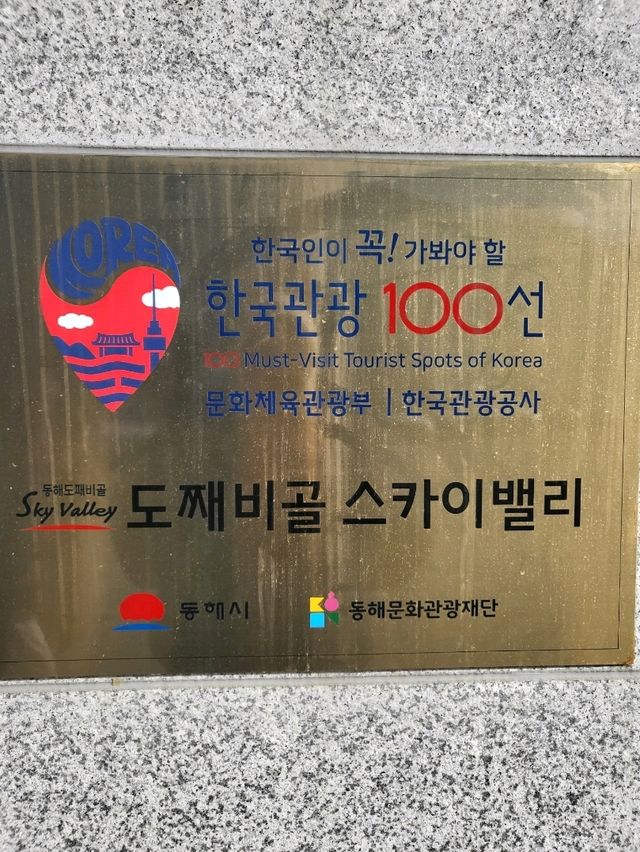 KOREA
한국인이 꼭! 가봐야 할
한국관광 100선
100 Must-Visit Tourist Spots of Korea
문화체육관광부 | 한국관광공사
동해도째비골
Sky Valley
도째비골 스카이밸리
동해시
동해문화관광재단